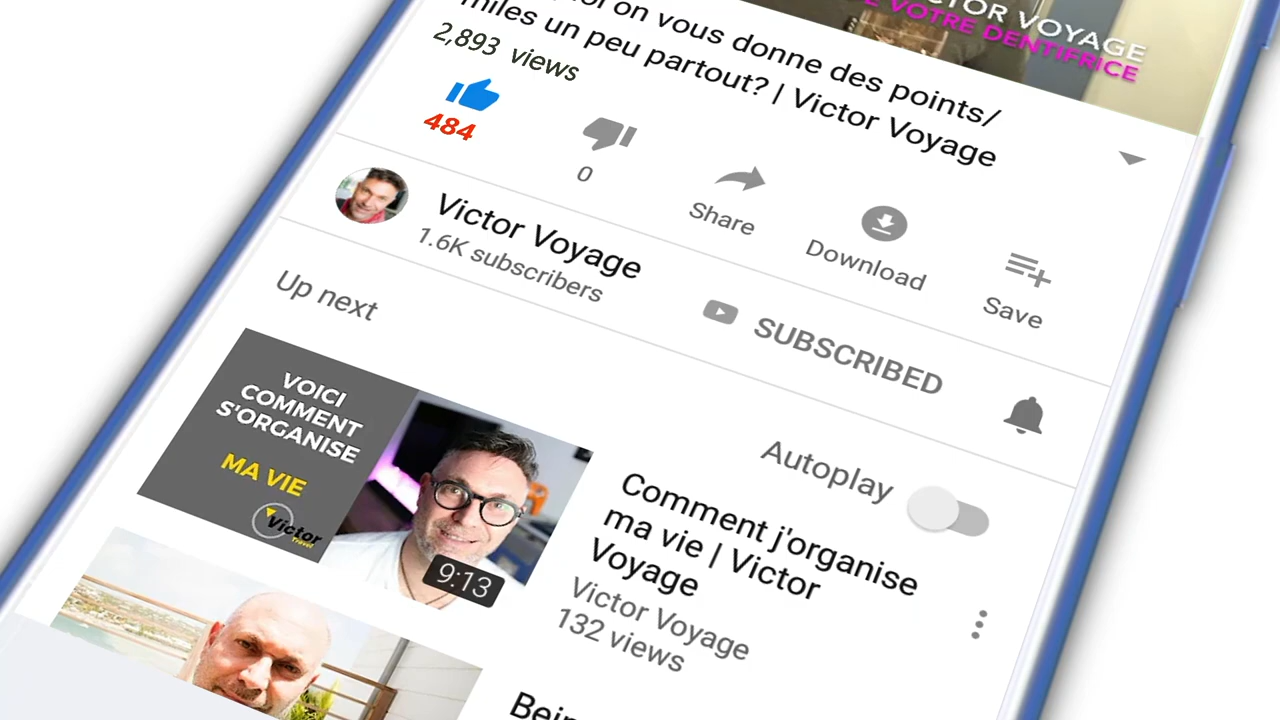 CTOR VOYAGE
E VOTRE DENTIFRICE
oi on vous donne des points/
miles un peu partout? | Victor Voyage
2,893 views
484
0
Share
Download
Save
Victor Voyage
1.6K subscribers
SUBSCRIBED
Up next
Autoplay
VOICI
COMMENT
S'ORGANISE
MA VIE
Victor
Travel
9:13
Comment j'organise
ma vie | Victor
Voyage
Victor Voyage
132 views